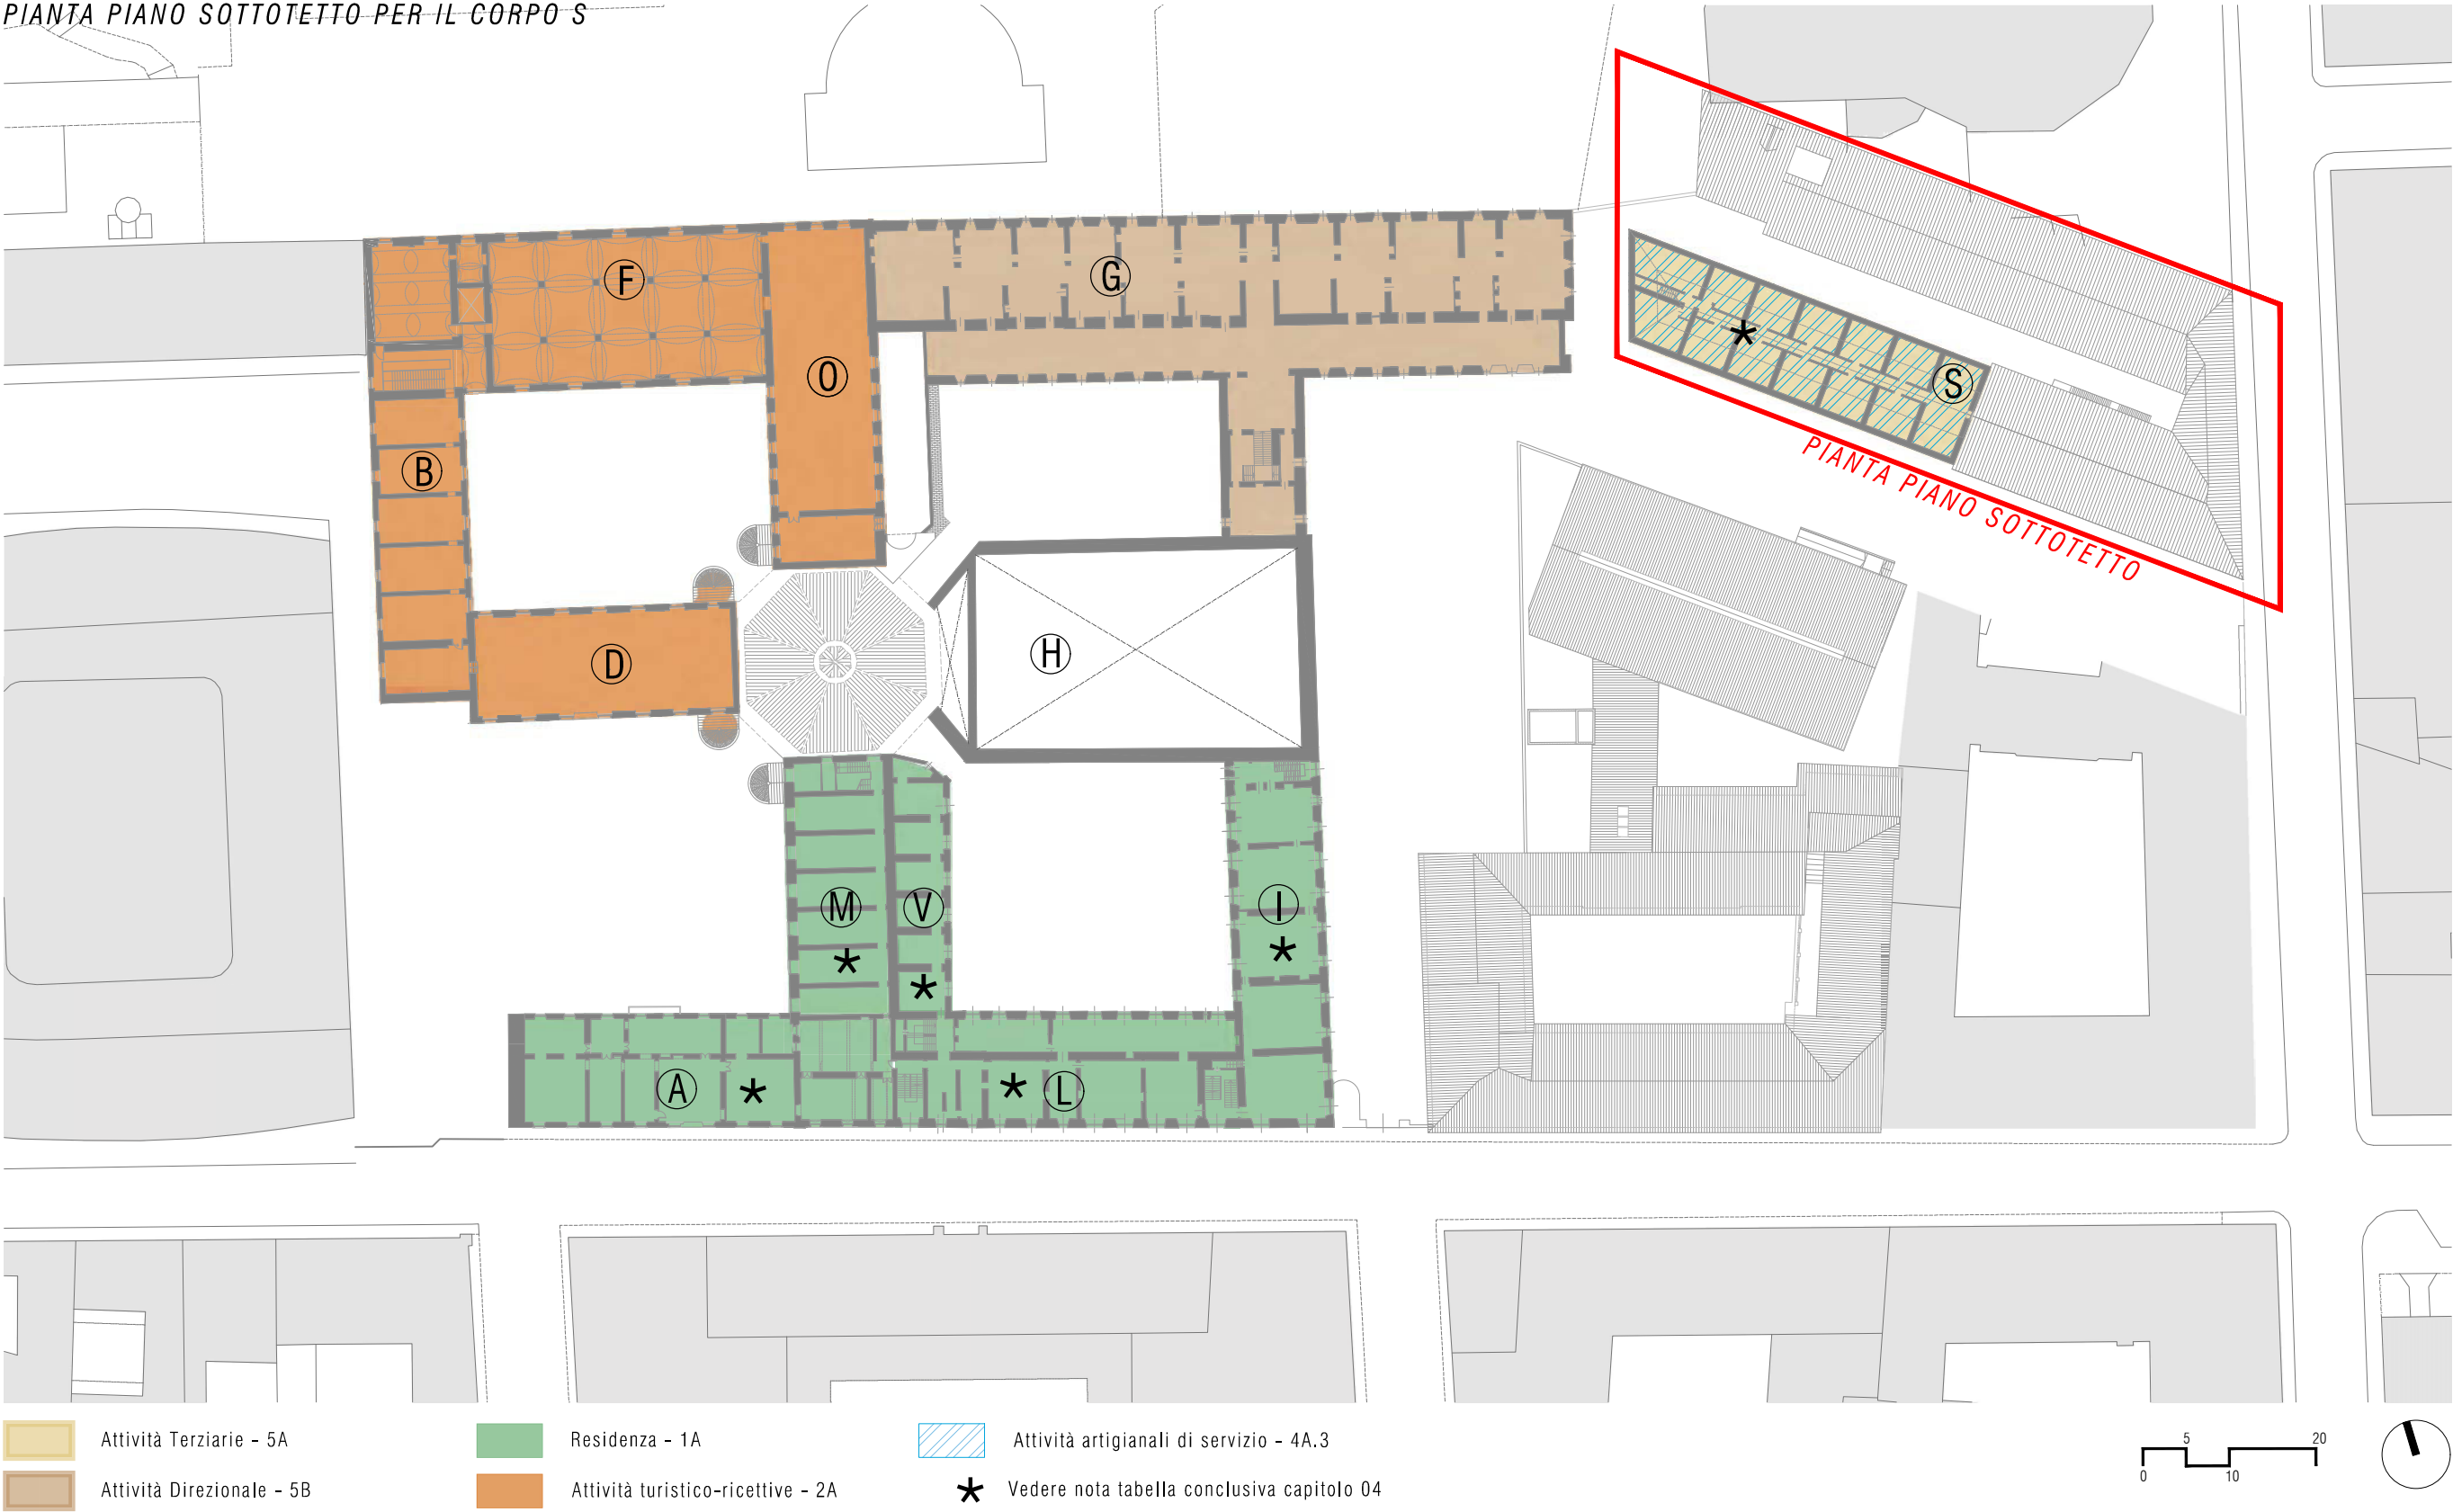 PIANTA PIANO SOTTOTETTO PER IL CORPO S
F
G
O
B
S
PIANTA PIANO SOTTOTETTO
D
H
M
V
I
A
L
Attività Terziarie - 5A
Residenza - 1A
Attività artigianali di servizio - 4A.3
Attività Direzionale - 5B
Attività turistico-ricettive - 2A
Vedere nota tabella conclusiva capitolo 04
5 20
0 10